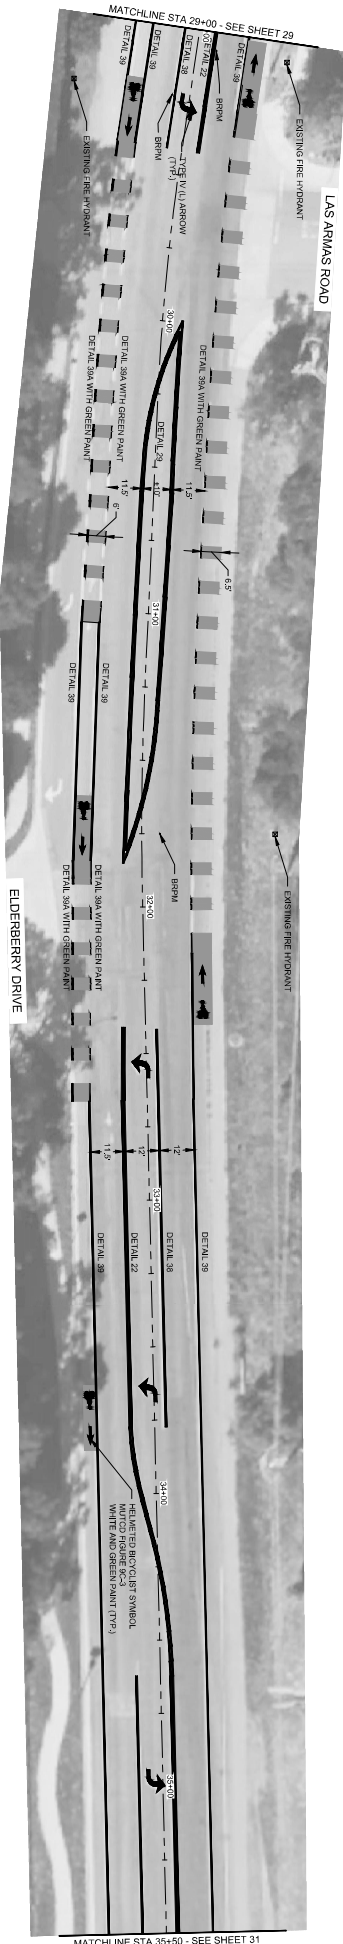 MATCHLINE STA 29+00 - SEE SHEET 29
DETAIL 39
DETAIL 39
DETAIL 38
DETAIL 22
BRPM
DETAIL 39
EXISTING FIRE HYDRANT
BRPM
TYPE IV (L) ARROW
(TYP.)
EXISTING FIRE HYDRANT
LAS ARMAS ROAD
30+00
DETAIL 39A WITH GREEN PAINT
DETAIL 39A WITH GREEN PAINT
DETAIL 29
DETAIL 39A WITH GREEN PAINT
11.5'
10'
11.5'
6'
6.5'
31+00
DETAIL 39
DETAIL 39
BRPM
EXISTING FIRE HYDRANT
DETAIL 39A WITH GREEN PAINT
DETAIL 39A WITH GREEN PAINT
32+00
ELDERBERRY DRIVE
11.5'
12'
12'
33+00
DETAIL 39
DETAIL 22
DETAIL 38
DETAIL 39
34+00
HELMETED BICYCLIST SYMBOL
MUTCD FIGURE 9C-3
WHITE AND GREEN PAINT (TYP.)
35+00
MATCHLINE STA 35+50 - SEE SHEET 31